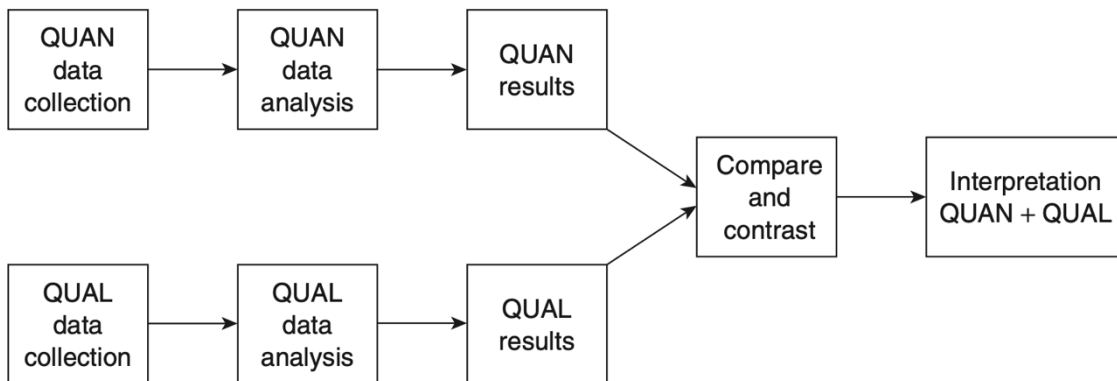 QUAN
data
collection
QUAN
data
analysis
QUAN
results
Compare
and
contrast
Interpretation
QUAN + QUAL
QUAL
data
collection
QUAL
data
analysis
QUAL
results